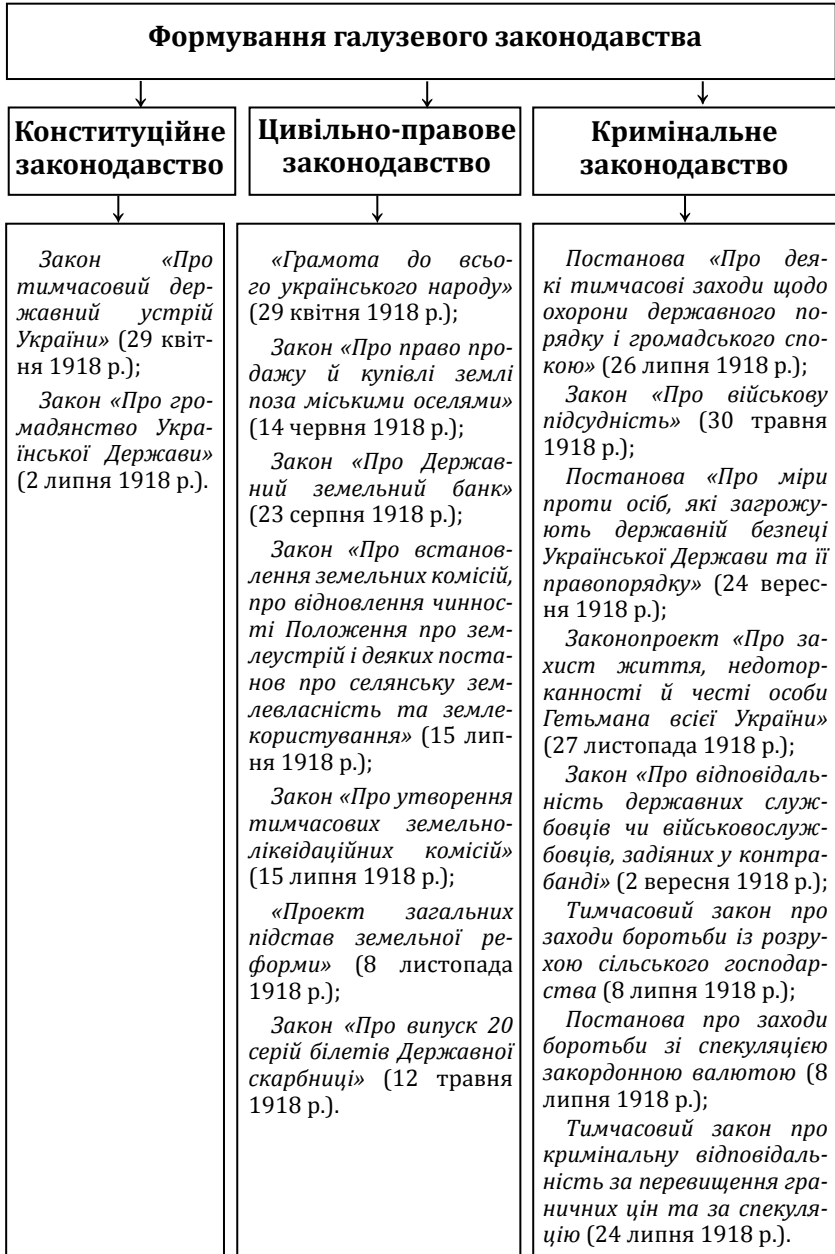 Формування галузевого законодавства
Конституційне
законодавство
Цивільно-правове
законодавство
Кримінальне
законодавство
Закон «Про
тимчасовий дер-
жавний устрій
України» (29 квіт-
ня 1918 р.);
Закон «Про гро-
мадянство Укра-
їнської Держави»
(2 липня 1918 р.).
«Грамота до всьо-
го українського народу»
(29 квітня 1918 р.);
Закон «Про право про-
дажу й купівлі землі
поза міськими оселями»
(14 червня 1918 р.);
Закон «Про Держав-
ний земельний банк»
(23 серпня 1918 р.);
Закон «Про встанов-
лення земельних комісій,
про відновлення чиннос-
ті Положення про зем-
леустрій і деяких поста-
нов про селянську зем-
левласність та земле-
користування» (15 лип-
ня 1918 р.);
Закон «Про утворення
тимчасових земельно-
ліквідаційних комісій»
(15 липня 1918 р.);
«Проект загальних
підстав земельної ре-
форми» (8 листопада
1918 р.);
Закон «Про випуск 20
серій білетів Державної
скарбниці» (12 травня
1918 р.).
Постанова «Про дея-
кі тимчасові заходи щодо
охорони державного по-
рядку і громадського спо-
кою» (26 липня 1918 р.);
Закон «Про військову
підсудність» (30 травня
1918 р.);
Постанова «Про міри
проти осіб, які загрожу-
ють державній безпеці
Української Держави та її
правопорядку» (24 верес-
ня 1918 р.);
Законопроект «Про за-
хист життя, недотор-
канності й честі особи
Гетьмана всієї України»
(27 листопада 1918 р.);
Закон «Про відповідаль-
ність державних служ-
бовців чи військовослуж-
бовців, задіяних у контра-
банді» (2 вересня 1918 р.);
Тимчасовий закон про
заходи боротьби із розру-
хою сільського господар-
ства (8 липня 1918 р.);
Постанова про заходи
боротьби зі спекуляцією
закордонною валютою (8
липня 1918 р.);
Тимчасовий закон про
кримінальну відповідаль-
ність за перевищення гра-
ничних цін та за спекуля-
цію (24 липня 1918 р.).